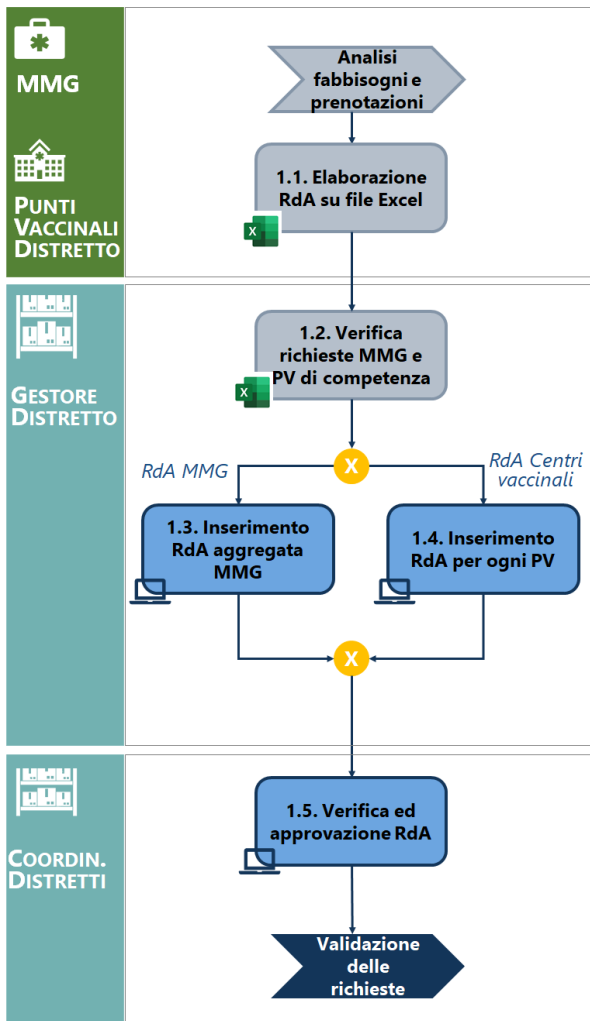 MMG
PUNTI
VACCINALI
DISTRETTO
Analisi
fabbisogni e
prenotazioni
1.1. Elaborazione
RdA su file Excel
X
GESTORE
DISTRETTO
1.2. Verifica
richieste MMG e
PV di competenza
X
X
RdA MMG
RdA Centri
vaccinali
1.3. Inserimento
RdA aggregata
MMG
1.4. Inserimento
RdA per ogni PV
X
COORDIN.
DISTRETTI
1.5. Verifica ed
approvazione RdA
Validazione
delle
richieste